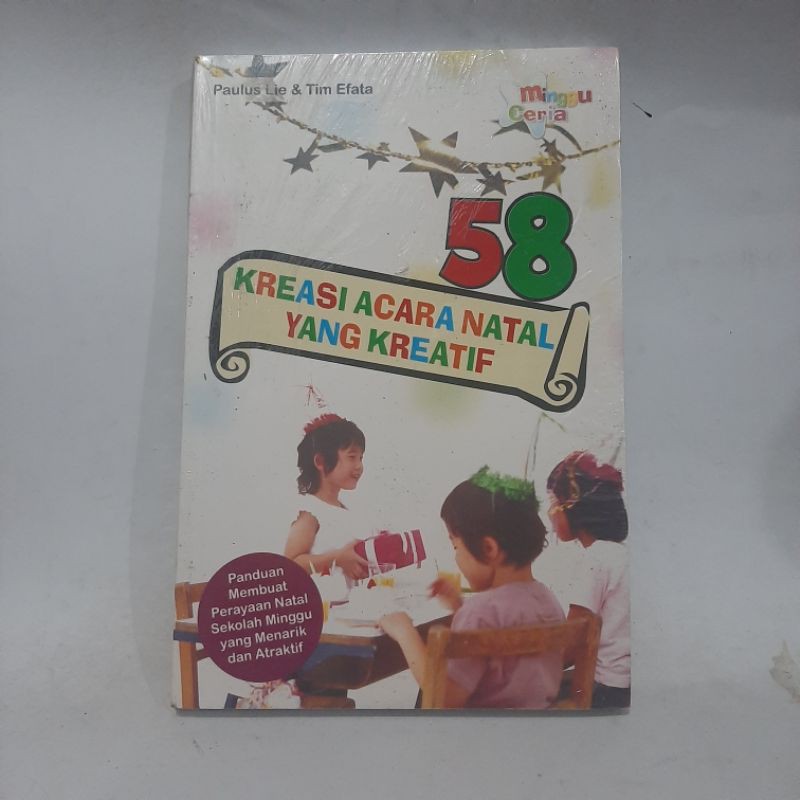 Paulus Lie & Tim Efata
Minggu
Ceria
58
KREASI ACARA NATAL
YANG KREATIF
Panduan
Membuat
Perayaan Natal
Sekolah Minggu
yang Menarik
dan Atraktif